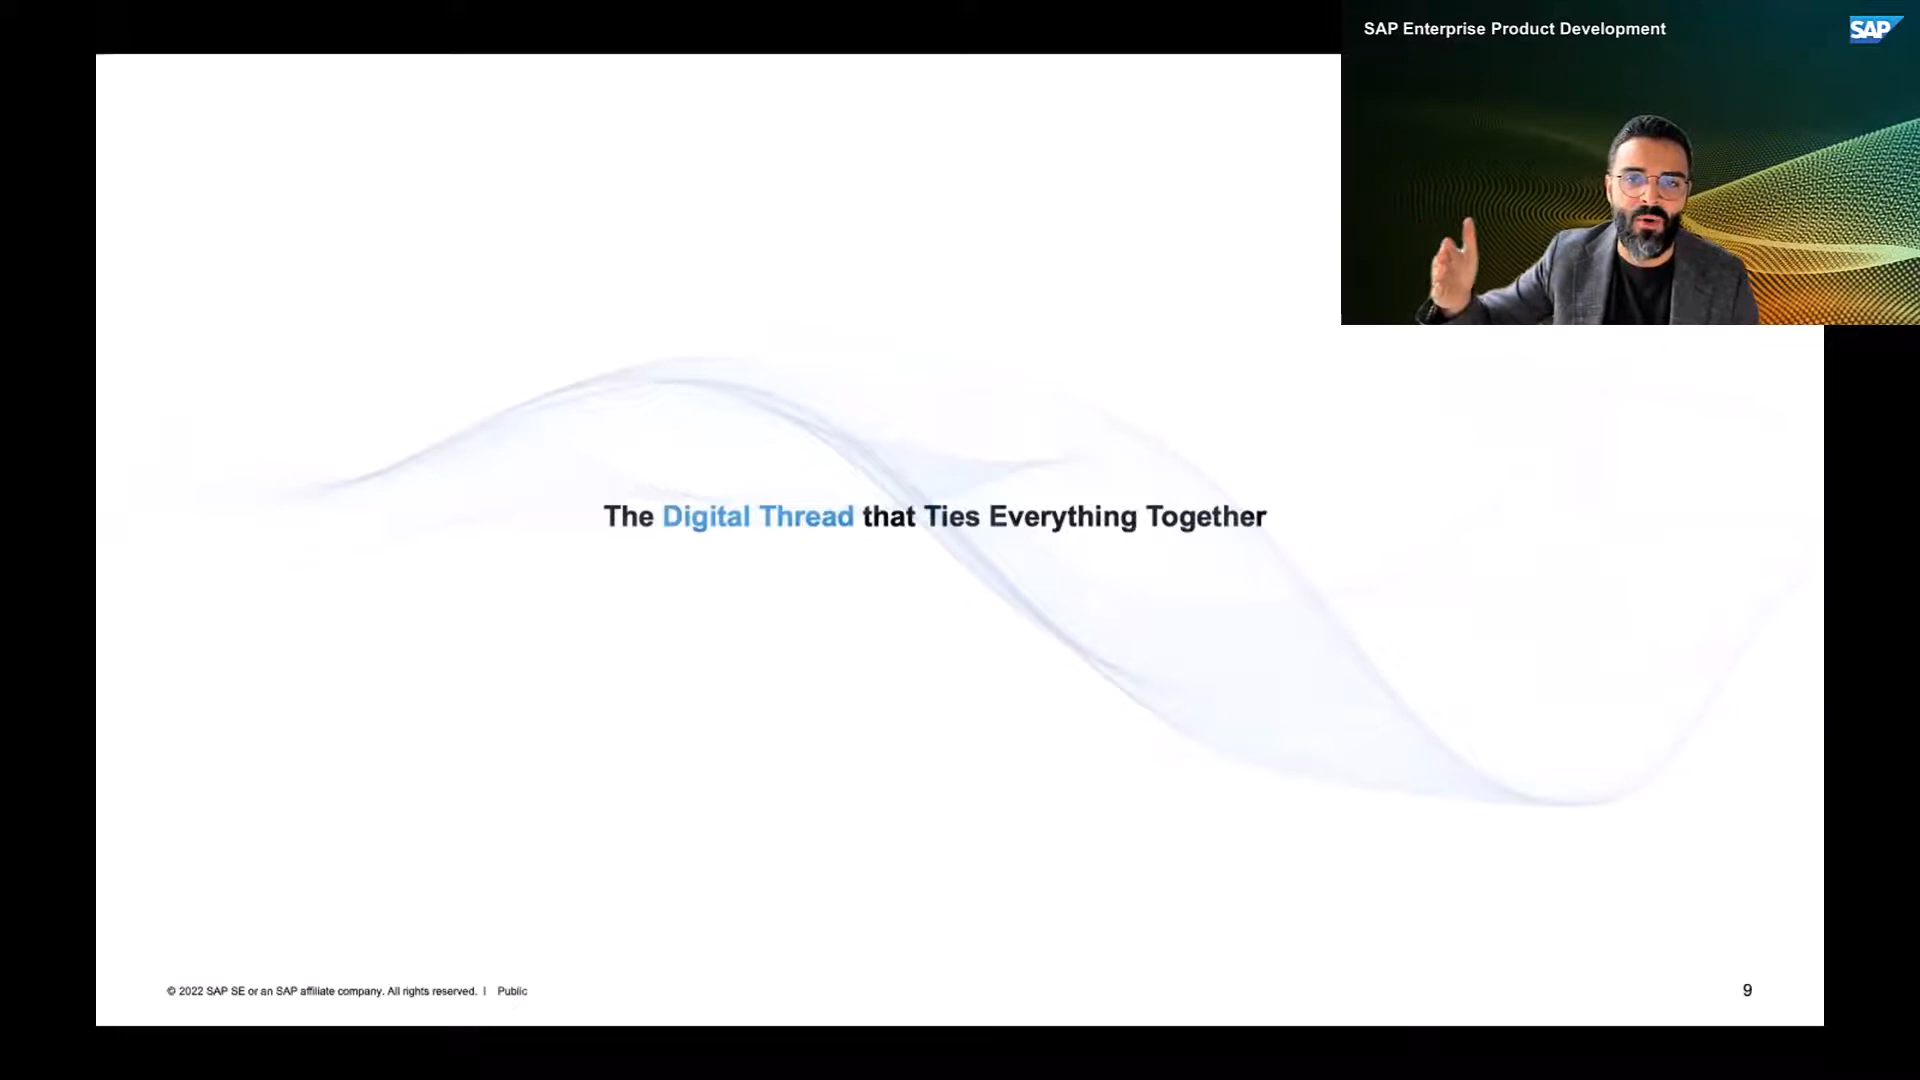 SAP Enterprise Product Development
SAP
The Digital Thread that Ties Everything Together
© 2022 SAP SE or an SAP affiliate company. All rights reserved. | Public
9